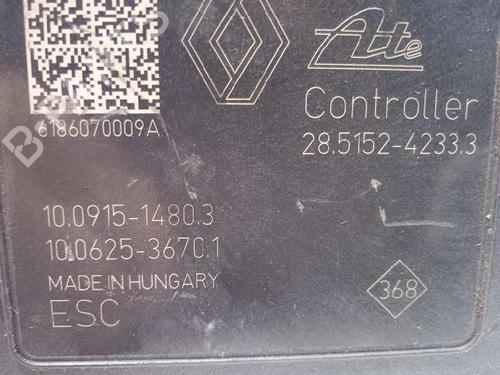 Ate
6186070009A
Controller
28.5152-4233.3
10.0915-1480.3
10.0625-3670.1
MADE IN HUNGARY
ESC
368